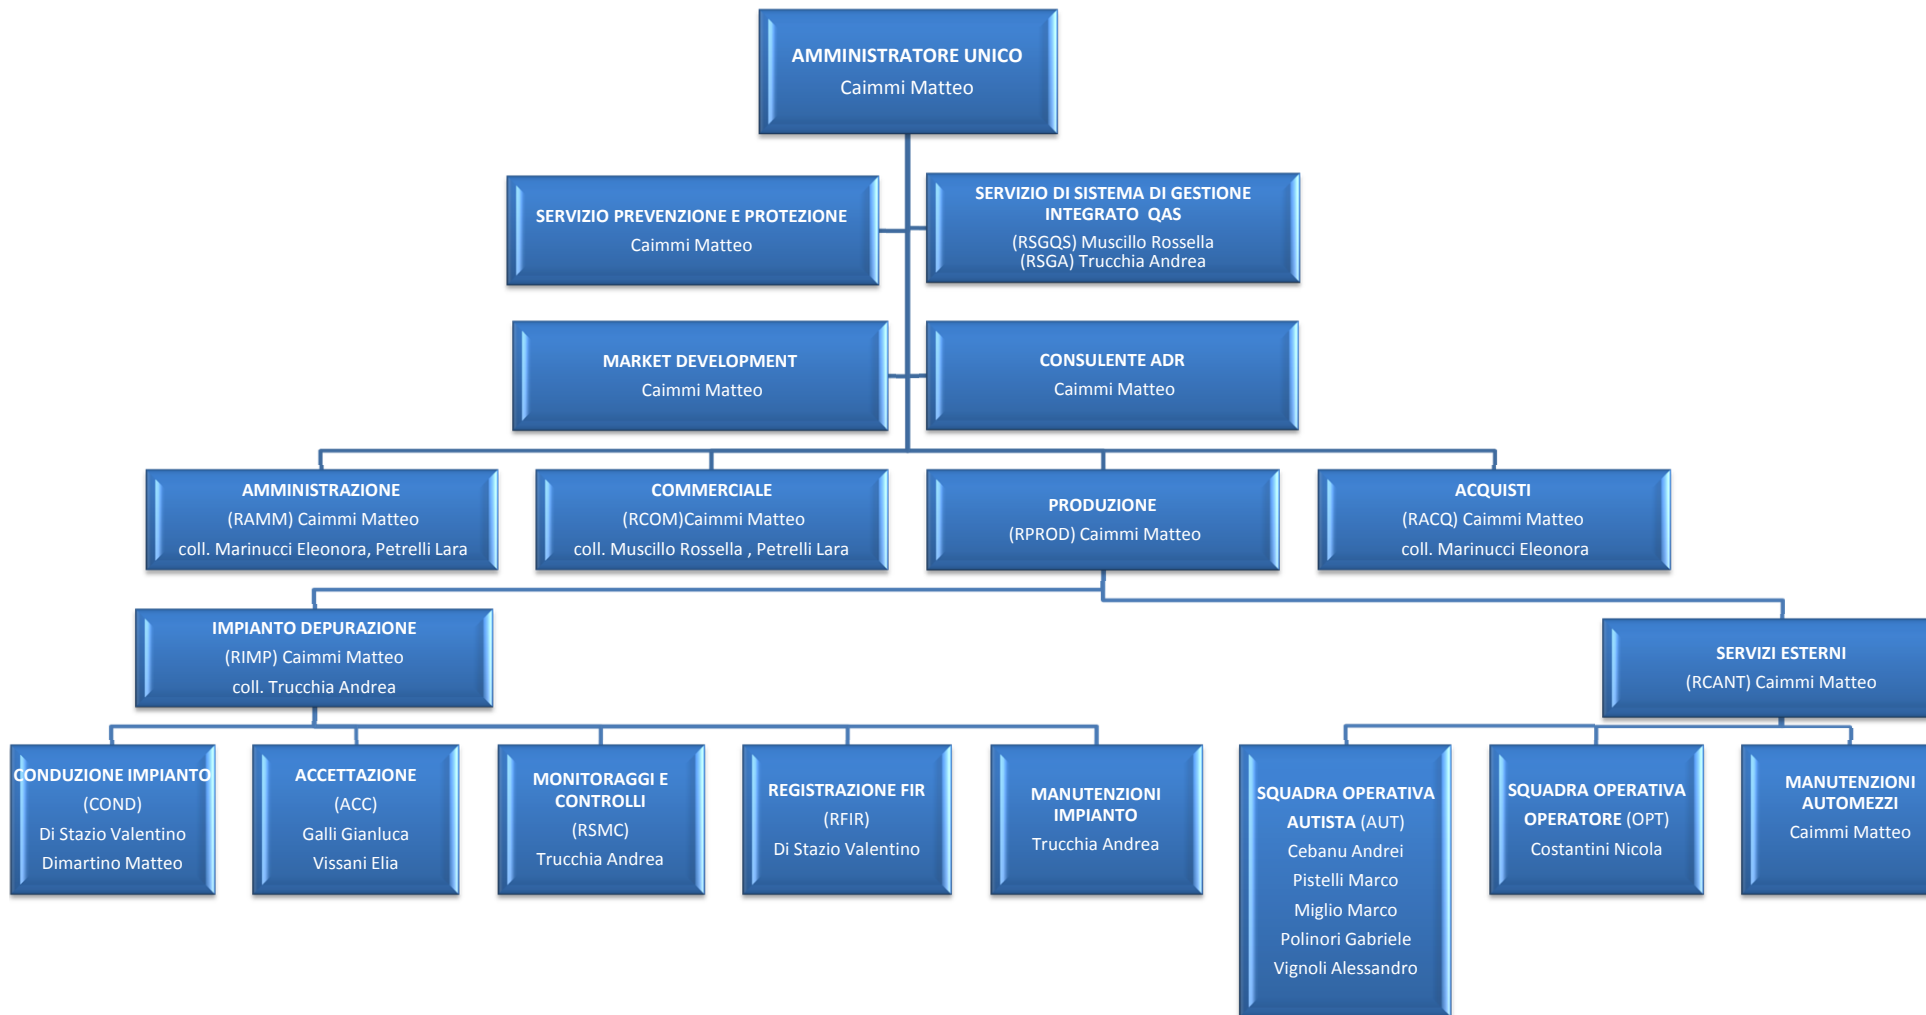 AMMINISTRATORE UNICO
Caimmi Matteo
SERVIZIO PREVENZIONE E PROTEZIONE
Caimmi Matteo
SERVIZIO DI SISTEMA DI GESTIONE
INTEGRATO QAS
(RSGQS) Muscillo Rossella
(RSGA) Trucchia Andrea
MARKET DEVELOPMENT
Caimmi Matteo
CONSULENTE ADR
Caimmi Matteo
AMMINISTRAZIONE
(RAMM) Caimmi Matteo
coll. Marinucci Eleonora, Petrelli Lara
COMMERCIALE
(RCOM)Caimmi Matteo
coll. Muscillo Rossella , Petrelli Lara
PRODUZIONE
(RPROD) Caimmi Matteo
ACQUISTI
(RACQ) Caimmi Matteo
coll. Marinucci Eleonora
IMPIANTO DEPURAZIONE
(RIMP) Caimmi Matteo
coll. Trucchia Andrea
SERVIZI ESTERNI
(RCANT) Caimmi Matteo
CONDUZIONE IMPIANTO
(COND)
Di Stazio Valentino
Dimartino Matteo
ACCETTAZIONE
(ACC)
Galli Gianluca
Vissani Elia
MONITORAGGI E
CONTROLLI
(RSMC)
Trucchia Andrea
REGISTRAZIONE FIR
(RFIR)
Di Stazio Valentino
MANUTENZIONI
IMPIANTO
Trucchia Andrea
SQUADRA OPERATIVA
AUTISTA (AUT)
Cebanu Andrei
Pistelli Marco
Miglio Marco
Polinori Gabriele
Vignoli Alessandro
SQUADRA OPERATIVA
OPERATORE (OPT)
Costantini Nicola
MANUTENZIONI
AUTOMEZZI
Caimmi Matteo